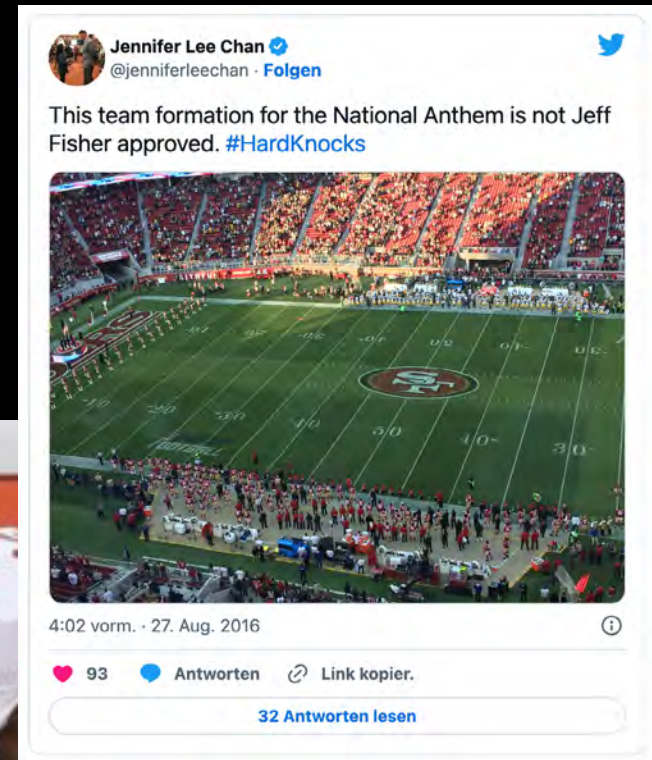 Jennifer Lee Chan
@jenniferleechan · Folgen
This team formation for the National Anthem is not Jeff
Fisher approved. #HardKnocks
SF
4:02 vorm. · 27. Aug. 2016
93 Antworten Link kopier.
32 Antworten lesen